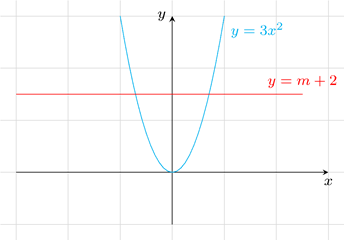 y
y = 3x²
y = m + 2
x